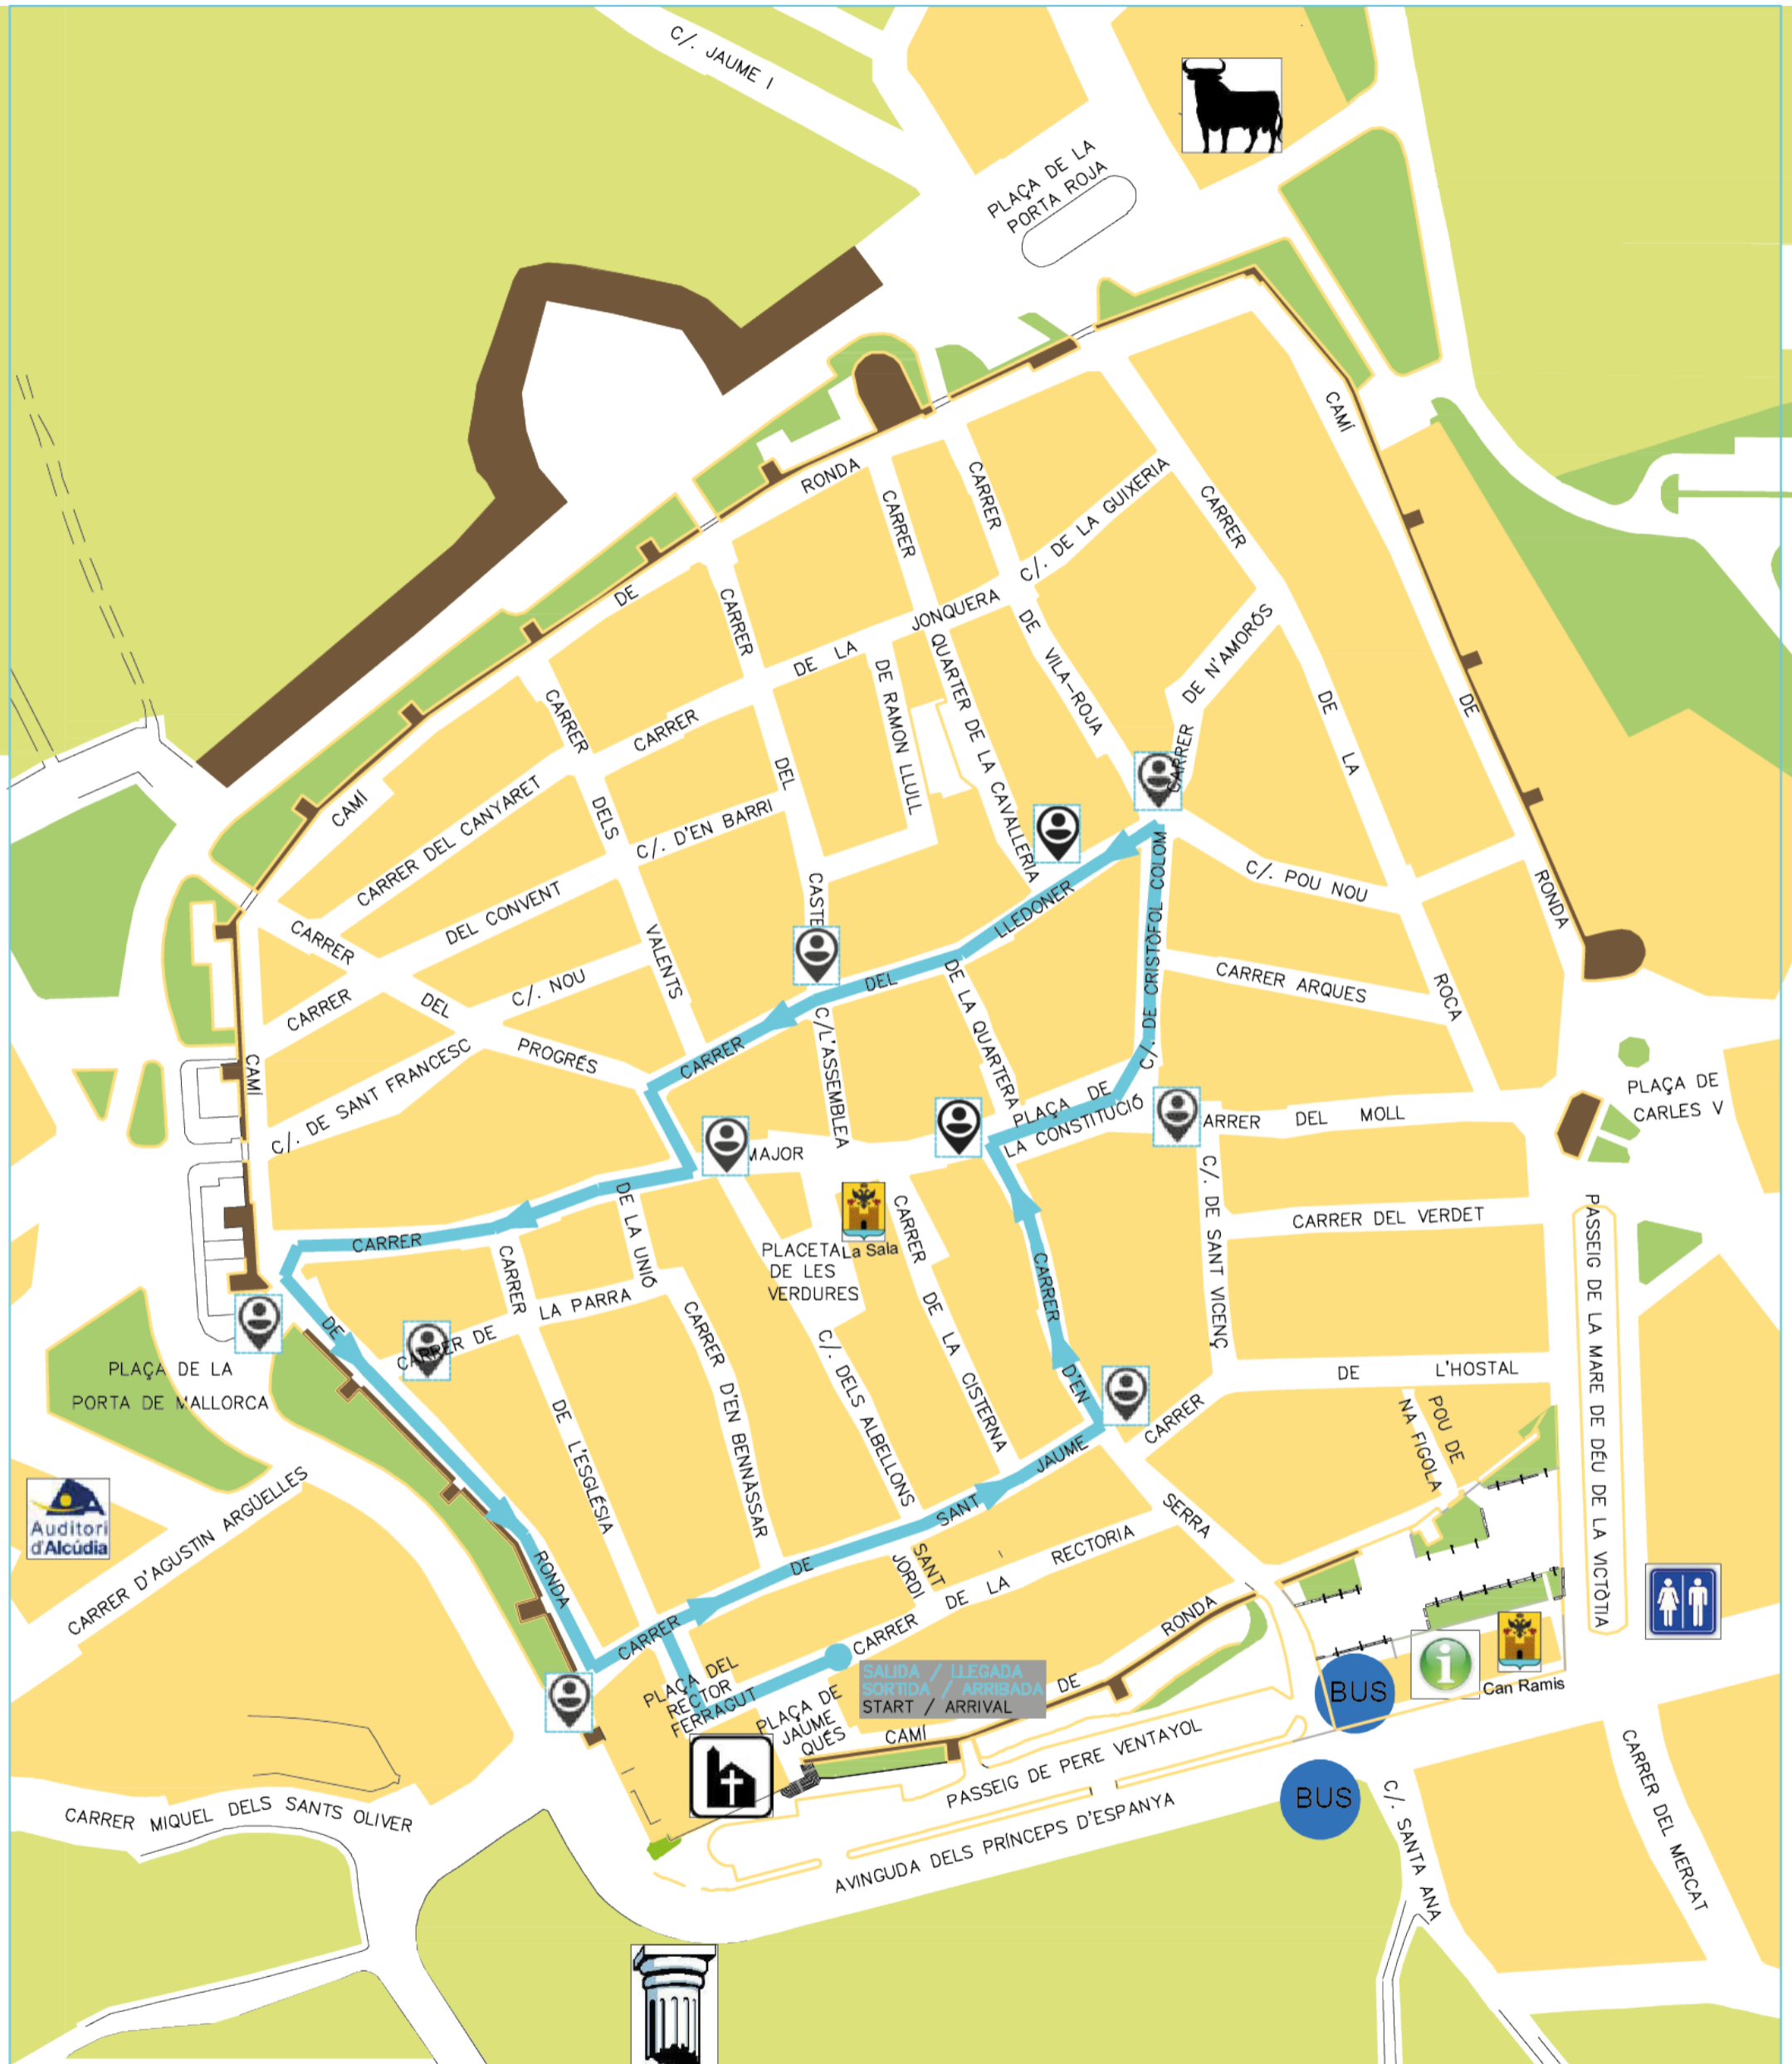 C/. JAUME I
PLAÇA DE LA
PORTA ROJA
CAMÍ
RONDA
CARRER
CARRER
C/. DE LA GUIXERIA
CARRER
DE
CARRER
JONQUERA
DE LA
DE VILA-ROJA
CARRER DE N'AMORÓS
DE RAMON LLULL
QUARTER DE LA CAVALLERIA
DE LA
DE
CARRER
CARRER
DEL
DELS
CAMÍ
CARRER DEL CANYARET
C/. D'EN BARRI
C/. POU NOU
RONDA
DEL CONVENT
CASTE
LLEDONER
C/. DE CRISTÒFOL COLOM
CARRER
VALENTS
DEL
DE LA QUARTERA
CARRER ARQUES
ROCA
CARRER
DEL
C/. NOU
C/L'ASSEMBLEA
CARRER
PROGRÉS
C/. DE SANT FRANCESC
CAMÍ
PLAÇA DE
LA CONSTITUCIÓ
ARRER DEL MOLL
PLAÇA DE
CARLES V
MAJOR
C/. DE SANT VICENÇ
CARRER DEL VERDET
DE LA UNIÓ
CARRER
La Sala
PLACETA
DE LES
VERDURES
CARRER DE LA CISTERNA
CARRER D'EN
SERRA
PASSEIG DE LA MARE DE DÉU DE LA VICTÒTIA
CARRER DE L'ESGLÉSIA
CARRER DE LA PARRA
CARRER D'EN BENNÀSSAR
C/. DELS ALBELLONS
DE
PLAÇA DE LA
PORTA DE MALLORCA
CARRER DE L'HOSTAL
POU DE
NA FIGOLA
CARRER DE SANT JAUME
Auditori
d'Alcúdia
CARRER D'AGUSTIN ARGÜELLES
RONDA
SANT
JORDI
CARRER DE LA RECTORIA
RONDA
DE
CAMÍ
PLAÇA DEL
RECTOR
FERRAGUT
PLAÇA DE
JAUME
QUÉS
SALIDA / LLEGADA
SORTIDA / ARRIBADA
START / ARRIVAL
BUS
i
Can Ramis
BUS
PASSEIG DE PERE VENTAYOL
AVINGUDA DELS PRÍNCEPS D'ESPANYA
CARRER MIQUEL DELS SANTS OLIVER
C/. SANTA ANA
CARRER DEL MERCAT